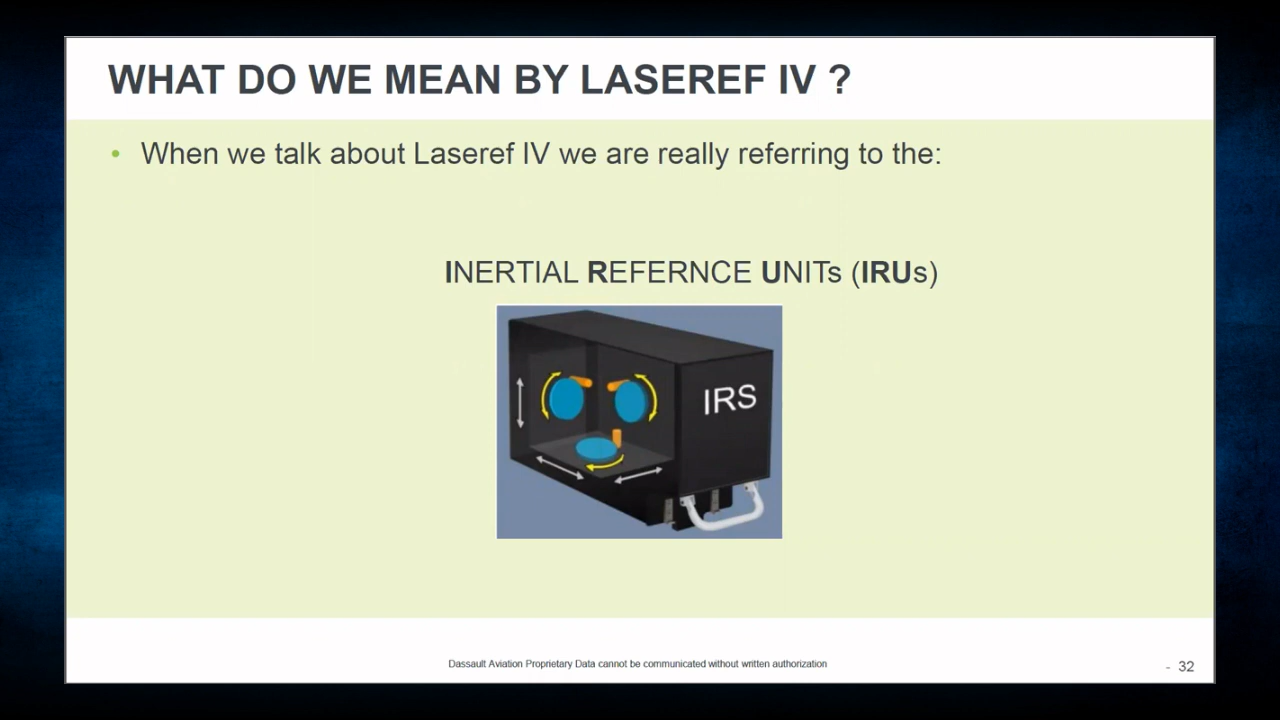 WHAT DO WE MEAN BY LASEREF IV ?
• When we talk about Laseref IV we are really referring to the:
INERTIAL REFERNCE UNITs (IRUs)
IRS
Dassault Aviation Proprietary Data cannot be communicated without written authorization
- 32